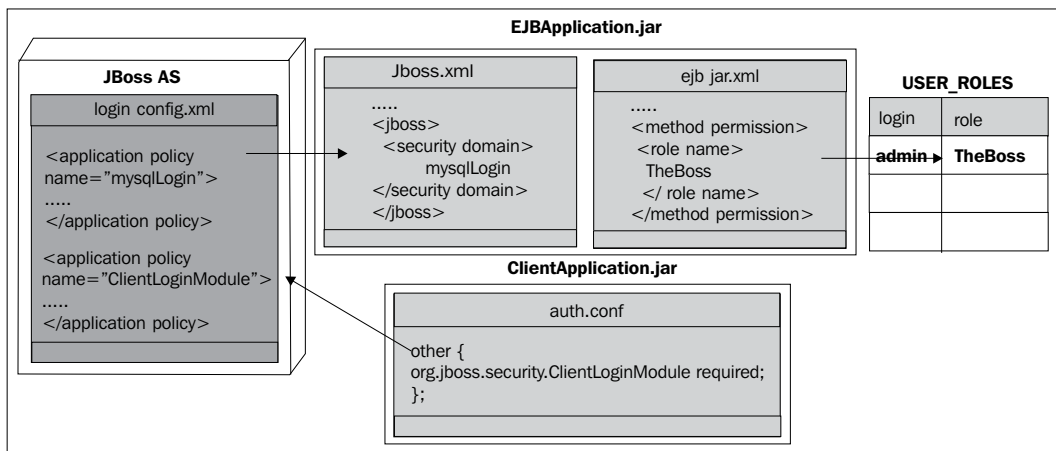 EJBApplication.jar
JBoss AS
login config.xml
<application policy
name=”mysqlLogin”>
.....
</application policy>
<application policy
name=”ClientLoginModule”>
.....
</application policy>
Jboss.xml
.....
<jboss>
<security domain>
mysqlLogin
</security domain>
</jboss>
ejb jar.xml
.....
<method permission>
<role name>
TheBoss
</ role name>
</method permission>
USER_ROLES
login role
admin TheBoss
ClientApplication.jar
auth.conf
other {
org.jboss.security.ClientLoginModule required;
};